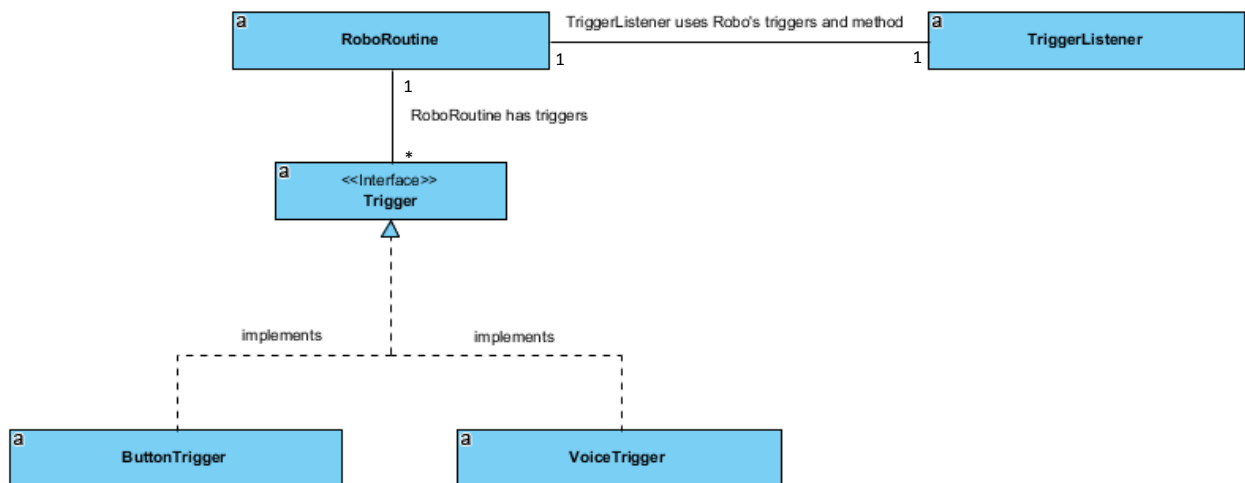 a
RoboRoutine
TriggerListener uses Robo's triggers and method
1
1
a
TriggerListener
1
RoboRoutine has triggers
*
a
<<Interface>>
Trigger
implements
implements
a
ButtonTrigger
a
VoiceTrigger